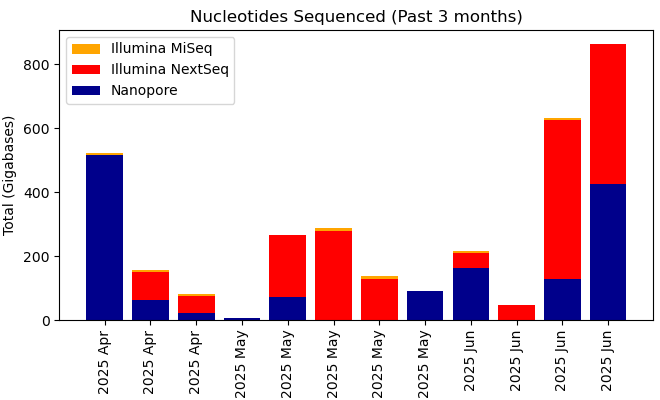 Nucleotides Sequenced (Past 3 months)
Illumina MiSeq
Illumina NextSeq
Nanopore
Total (Gigabases)
800
600
400
200
0
2025 Apr
2025 Apr
2025 Apr
2025 May
2025 May
2025 May
2025 May
2025 May
2025 Jun
2025 Jun
2025 Jun
2025 Jun